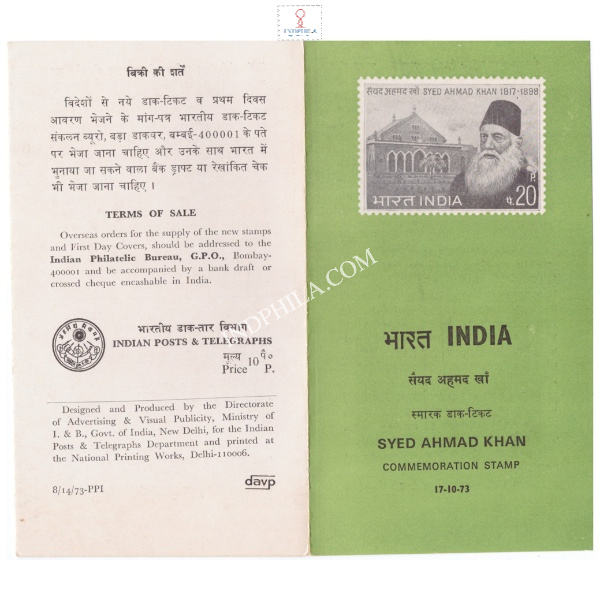 INDPHILA
बिक्री की शर्तें
विदेशों से नये डाक-टिकट व प्रथम दिवस
आवरण भेजने के मांग-पत्र भारतीय डाक-टिकट
संकलन ब्यूरो, बड़ा डाकघर, बम्बई-400001 के पते
पर भेजा जाना चाहिए और उनके साथ भारत में
भुनाया जा सकने वाला बैंक ड्राफ्ट या रेखांकित चेक
भी भेजा जाना चाहिए ।
TERMS OF SALE
Overseas orders for the supply of the new stamps
and First Day Covers, should be addressed to the
Indian Philatelic Bureau, G.P.O., Bombay-
400001 and be accompanied by a bank draft or
crossed cheque encashable in India.
भारतीय डाक-तार विभाग
INDIAN POSTS & TELEGRAPHS
मूल्य 10 पै०
Price P.
Designed and Produced by the Directorate
of Advertising & Visual Publicity, Ministry of
I. & B., Govt. of India, New Delhi, for the Indian
Posts & Telegraphs Department and printed at
the National Printing Works, Delhi-110006.
8/14/73-PPI
davp
सैयद अहमद खाँ SYED AHMAD KHAN 1817-1898
P.
भारत INDIA
प. 20
भारत INDIA
सैयद अहमद खाँ
स्मारक डाक-टिकट
SYED AHMAD KHAN
COMMEMORATION STAMP
17-10-73
INDPHILA.COM